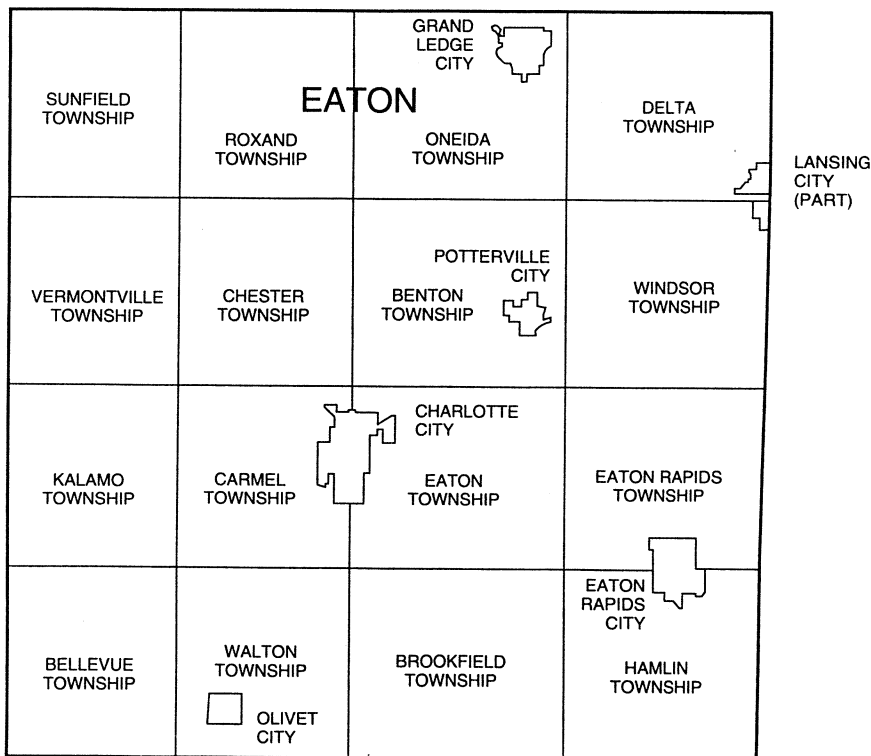 GRAND
LEDGE
CITY
EATON
SUNFIELD
TOWNSHIP
ROXAND
TOWNSHIP
ONEIDA
TOWNSHIP
DELTA
TOWNSHIP
LANSING
CITY
(PART)
POTTERVILLE
CITY
VERMONTVILLE
TOWNSHIP
CHESTER
TOWNSHIP
BENTON
TOWNSHIP
WINDSOR
TOWNSHIP
CHARLOTTE
CITY
KALAMO
TOWNSHIP
CARMEL
TOWNSHIP
EATON
TOWNSHIP
EATON RAPIDS
TOWNSHIP
EATON
RAPIDS
CITY
BELLEVUE
TOWNSHIP
WALTON
TOWNSHIP
BROOKFIELD
TOWNSHIP
HAMLIN
TOWNSHIP
OLIVET
CITY